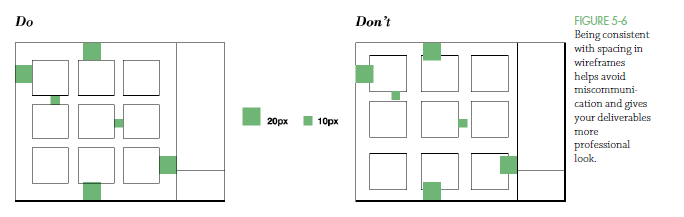 Do
Don't
20px
10px
FIGURE 5-6
Being consistent
with spacing in
wireframes
helps avoid
miscommuni-
cation and gives
your deliverables
more
professional
look.